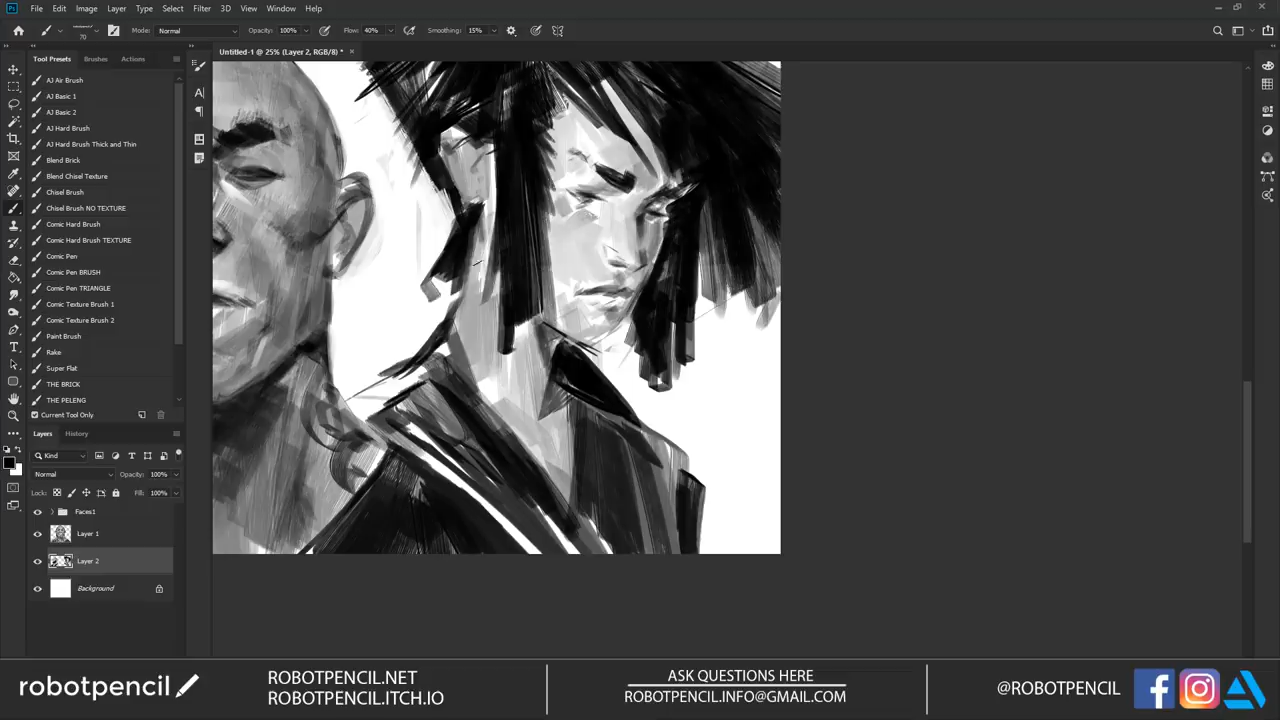 File Edit Image Layer Type Select Filter 3D View Window Help
70 Mode: Normal Opacity: 100% Flow: 40% Smoothing: 15%
Untitled-1 @ 25% (Layer 2, RGB/8) *
Tool Presets Brushes Actions
AJ Air Brush
AJ Basic 1
AJ Basic 2
AJ Hard Brush
AJ Hard Brush Thick and Thin
Blend Brick
Blend Chisel Texture
Chisel Brush
Chisel Brush NO TEXTURE
Comic Hard Brush
Comic Hard Brush TEXTURE
Comic Pen
Comic Pen BRUSH
Comic Pen TRIANGLE
Comic Texture Brush 1
Comic Texture Brush 2
Paint Brush
Rake
Super Flat
THE BRICK
THE PELENG
Current Tool Only
Layers History
Kind
Normal Opacity: 100%
Lock: Fill: 100%
Faces1
Layer 1
Layer 2
Background
robotpencil
ROBOTPENCIL.NET
ROBOTPENCIL.ITCH.IO
ASK QUESTIONS HERE
ROBOTPENCIL.INFO@GMAIL.COM
@ROBOTPENCIL